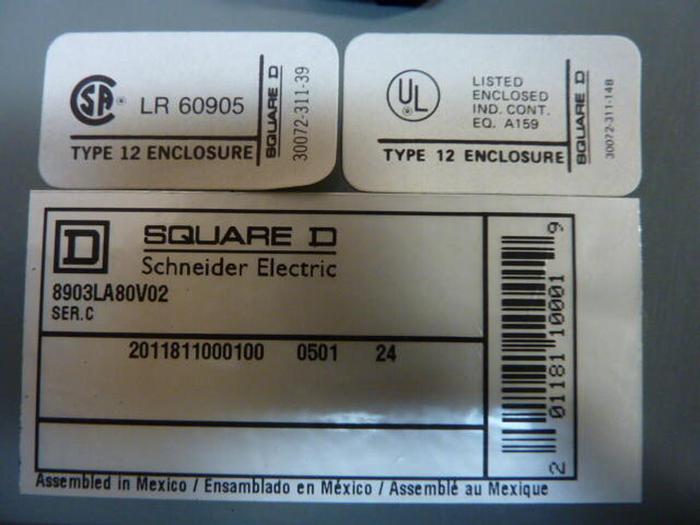 CSA ® LR 60905
TYPE 12 ENCLOSURE
SQUARE D
30072-311-39
UL ®
LISTED
ENCLOSED
IND. CONT.
EQ. A159
TYPE 12 ENCLOSURE
SQUARE D
30072-311-14B
D
SQUARE D
Schneider Electric
8903LA80V02
SER.C
2011811000100 0501 24
2 01181 10001 9
Assembled in Mexico / Ensamblado en México / Assemblé au Mexique